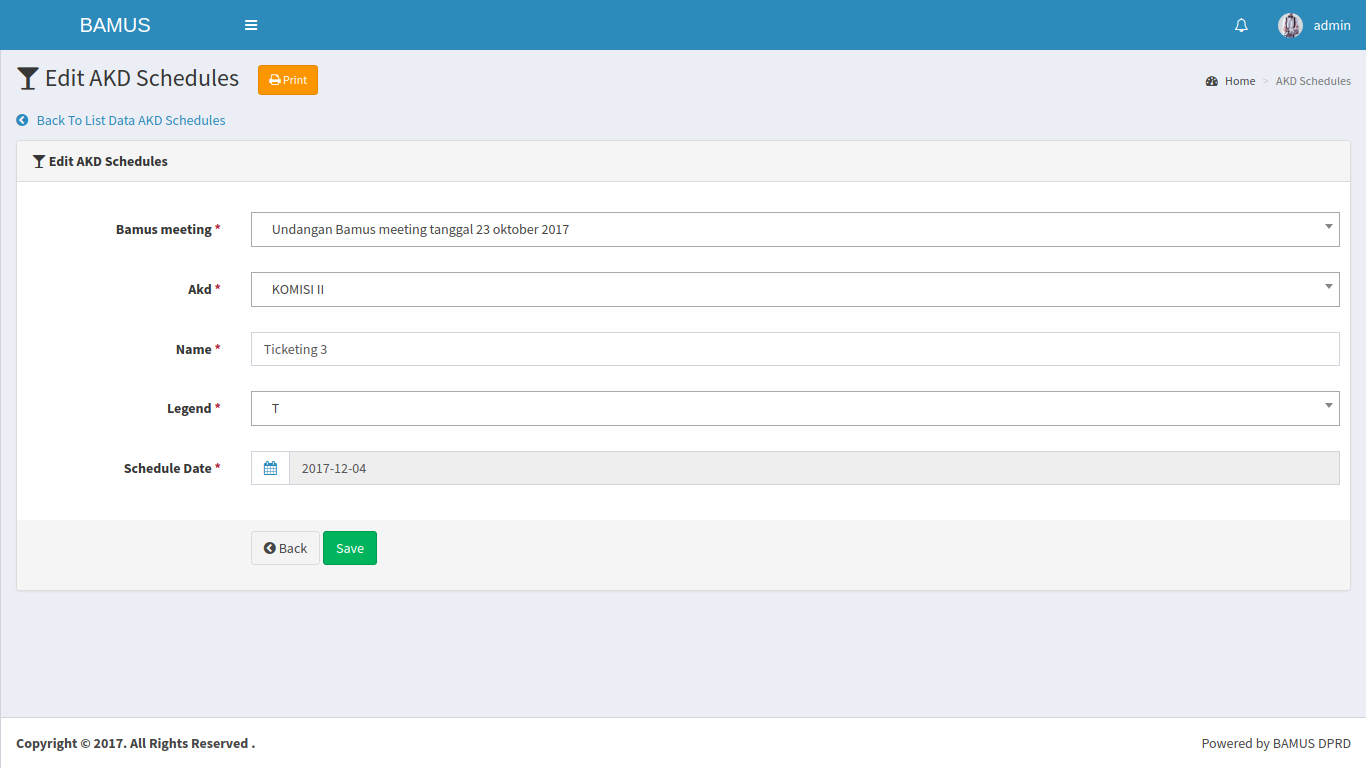 BAMUS
admin
Edit AKD Schedules
Print
Home > AKD Schedules
Back To List Data AKD Schedules
Edit AKD Schedules
Bamus meeting *
Undangan Bamus meeting tanggal 23 oktober 2017
Akd *
KOMISI II
Name *
Ticketing 3
Legend *
T
Schedule Date *
2017-12-04
Back
Save
Copyright © 2017. All Rights Reserved .
Powered by BAMUS DPRD